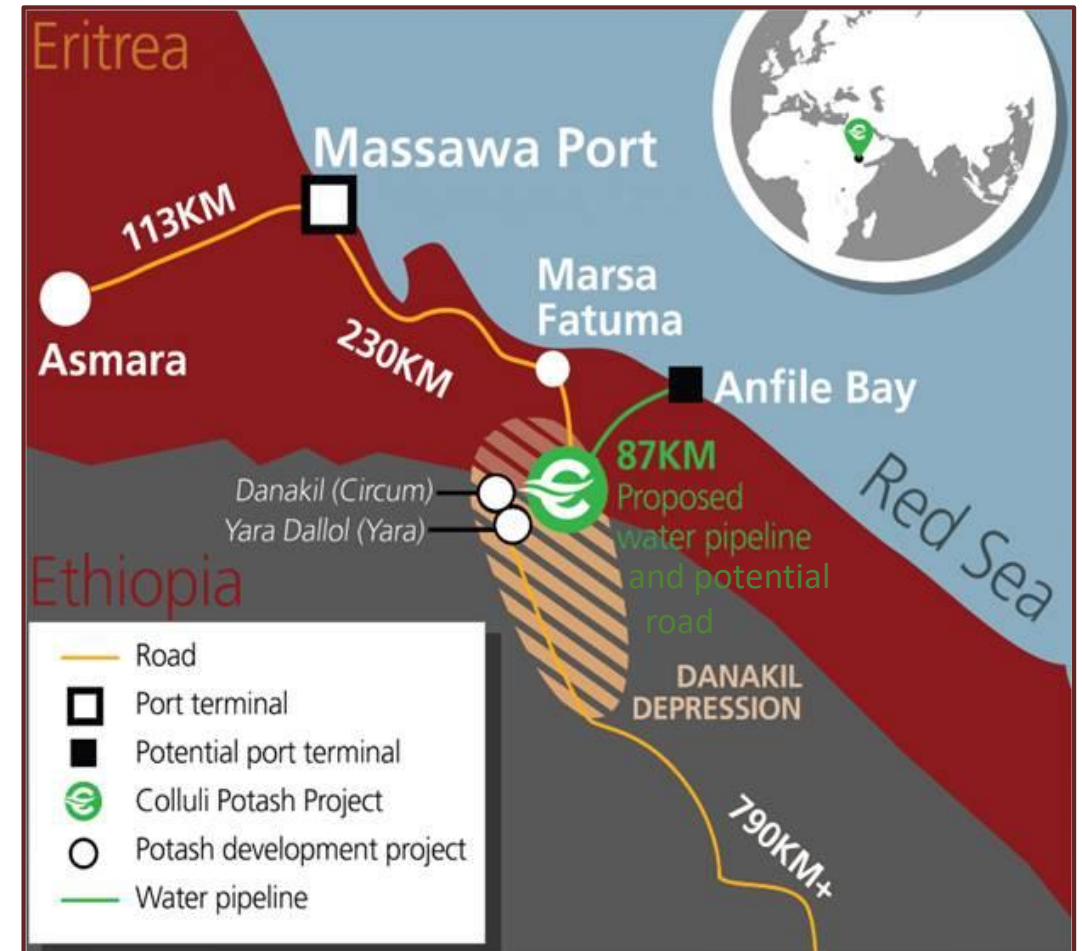 Eritrea
Massawa Port
113KM
Asmara
230KM
Marsa
Fatuma
Anfile Bay
87KM
Proposed
water pipeline
and potential
road
Red Sea
Danakil (Circum)
Yara Dallol (Yara)
Ethiopia
DANAKIL
DEPRESSION
790KM+
Road
Port terminal
Potential port terminal
Colluli Potash Project
Potash development project
Water pipeline